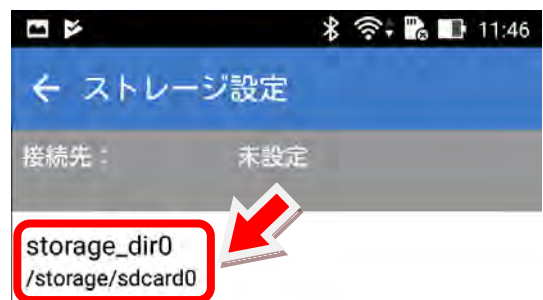 11:46
← ストレージ設定
接続先： 未設定
storage_dir0
/storage/sdcard0